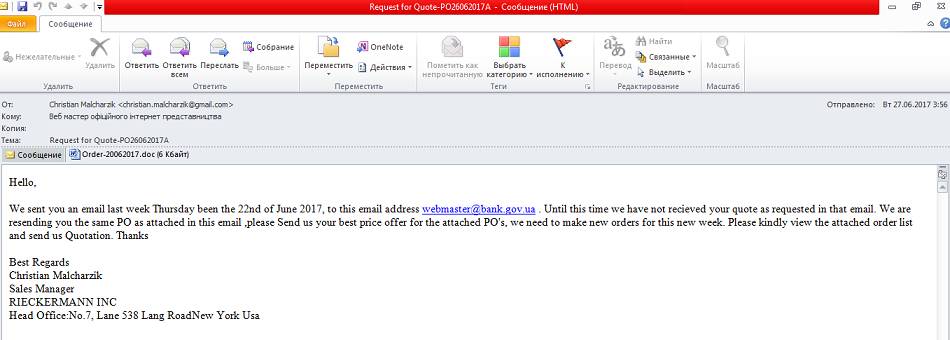 Request for Quote-PO26062017A - Сообщение (HTML)
Файл Сообщение
Нежелательные Удалить Ответить Ответить всем Переслать Собрание Больше Переместить OneNote Действия Пометить как непрочитанную Выбрать категорию К исполнению Перевод Найти Связанные Выделить Масштаб
Удалить Ответить Переместить Теги Редактирование Масштаб
От: Christian Malcharzik <christian.malcharzik@gmail.com> Отправлено: Вт 27.06.2017 3:56
Кому: Веб мастер офіційного інтернет представництва
Копия:
Тема: Request for Quote-PO26062017A
Сообщение Order-20062017.doc (6 Кбайт)
Hello,
We sent you an email last week Thursday been the 22nd of June 2017, to this email address webmaster@bank.gov.ua . Until this time we have not recieved your quote as requested in that email. We are
resending you the same PO as attached in this email ,please Send us your best price offer for the attached PO's, we need to make new orders for this new week. Please kindly view the attached order list
and send us Quotation. Thanks
Best Regards
Christian Malcharzik
Sales Manager
RIECKERMANN INC
Head Office:No.7, Lane 538 Lang RoadNew York Usa